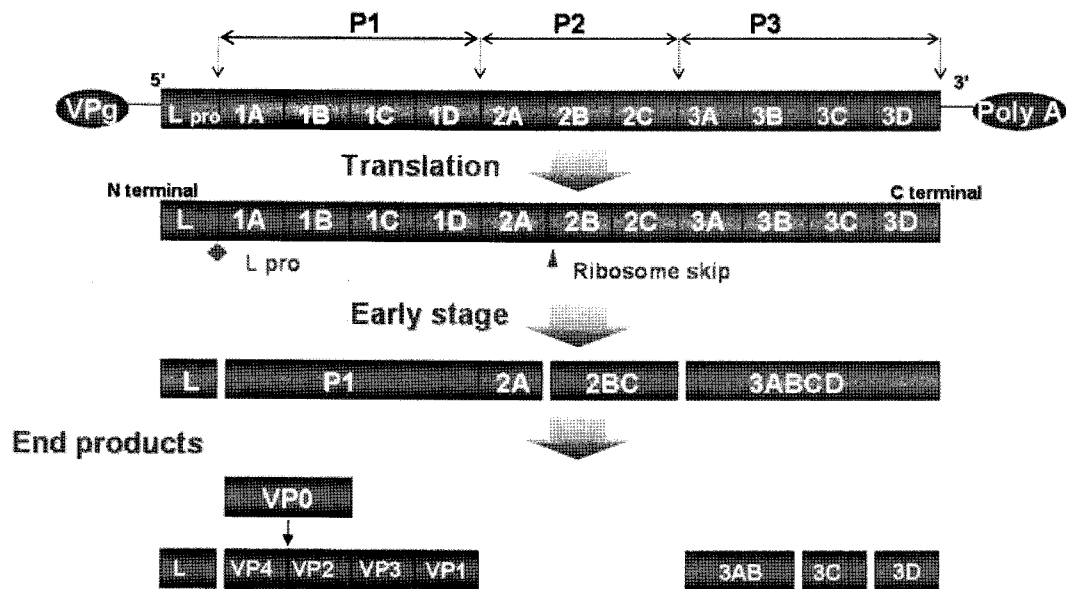 P1 P2 P3
5' 3'
VPg L pro 1A 1B 1C 1D 2A 2B 2C 3A 3B 3C 3D Poly A
Translation
N terminal C terminal
L 1A 1B 1C 1D 2A 2B 2C 3A 3B 3C 3D
L pro Ribosome skip
Early stage
L P1 2A 2BC 3ABCD
End products
VP0
L VP4 VP2 VP3 VP1 3AB 3C 3D